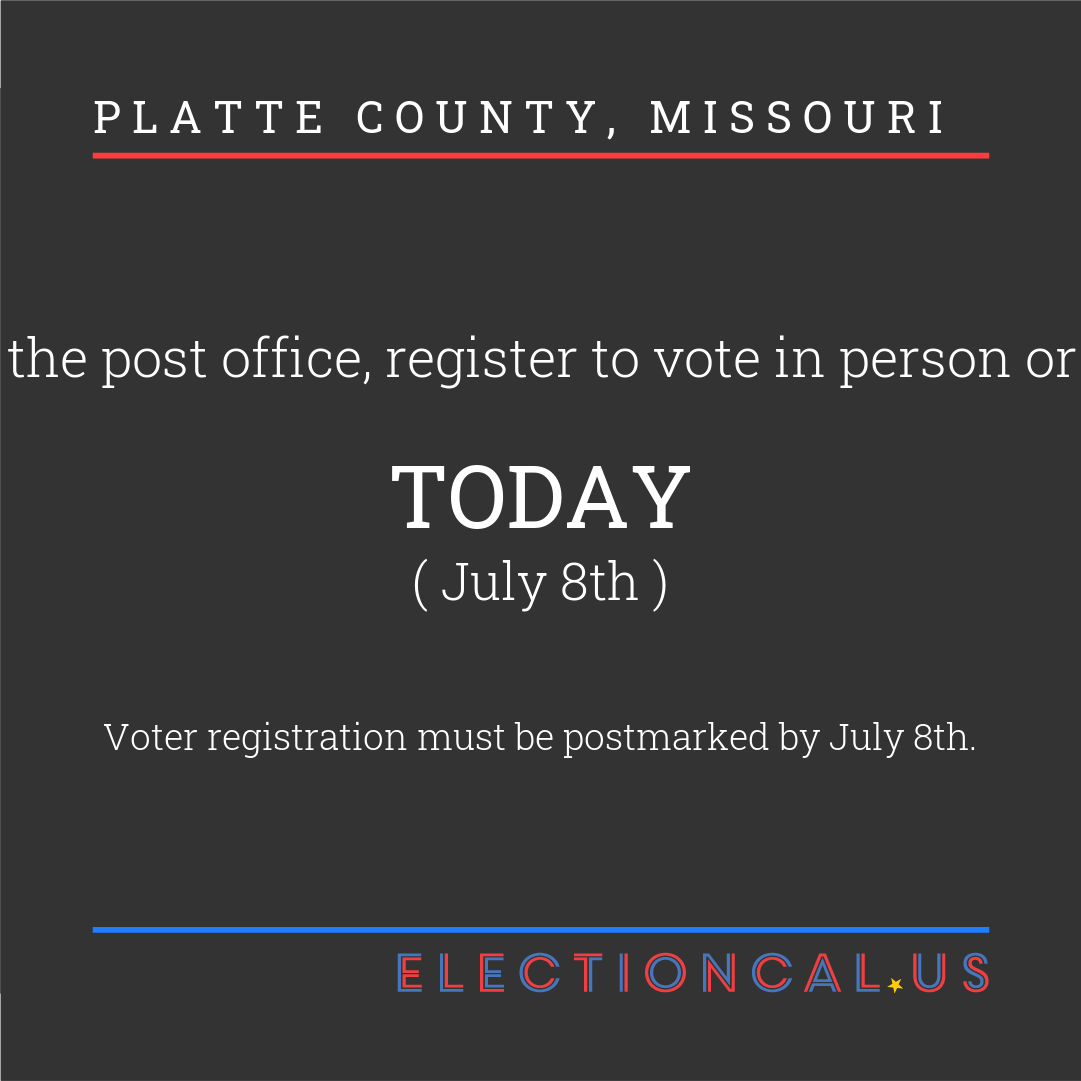 PLATTE COUNTY, MISSOURI
the post office, register to vote in person or
TODAY
( July 8th )
Voter registration must be postmarked by July 8th.
ELECTIONCAL.US